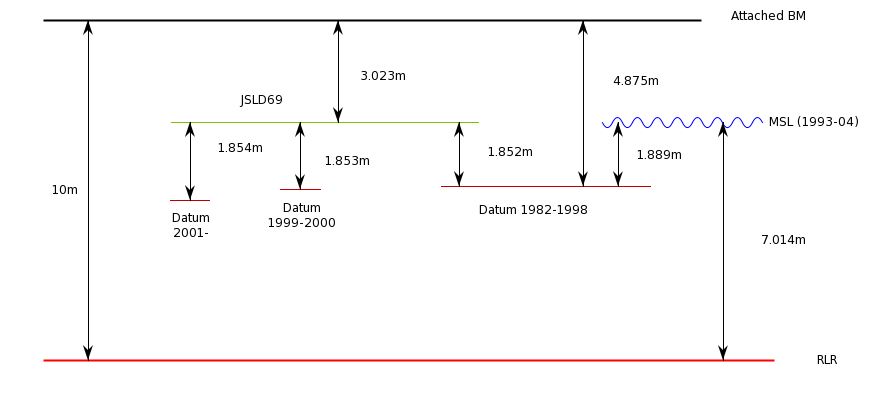 Attached BM
3.023m
4.875m
JSLD69
MSL (1993-04)
1.854m
1.853m
1.852m
1.889m
10m
Datum
2001-
Datum
1999-2000
Datum 1982-1998
7.014m
RLR